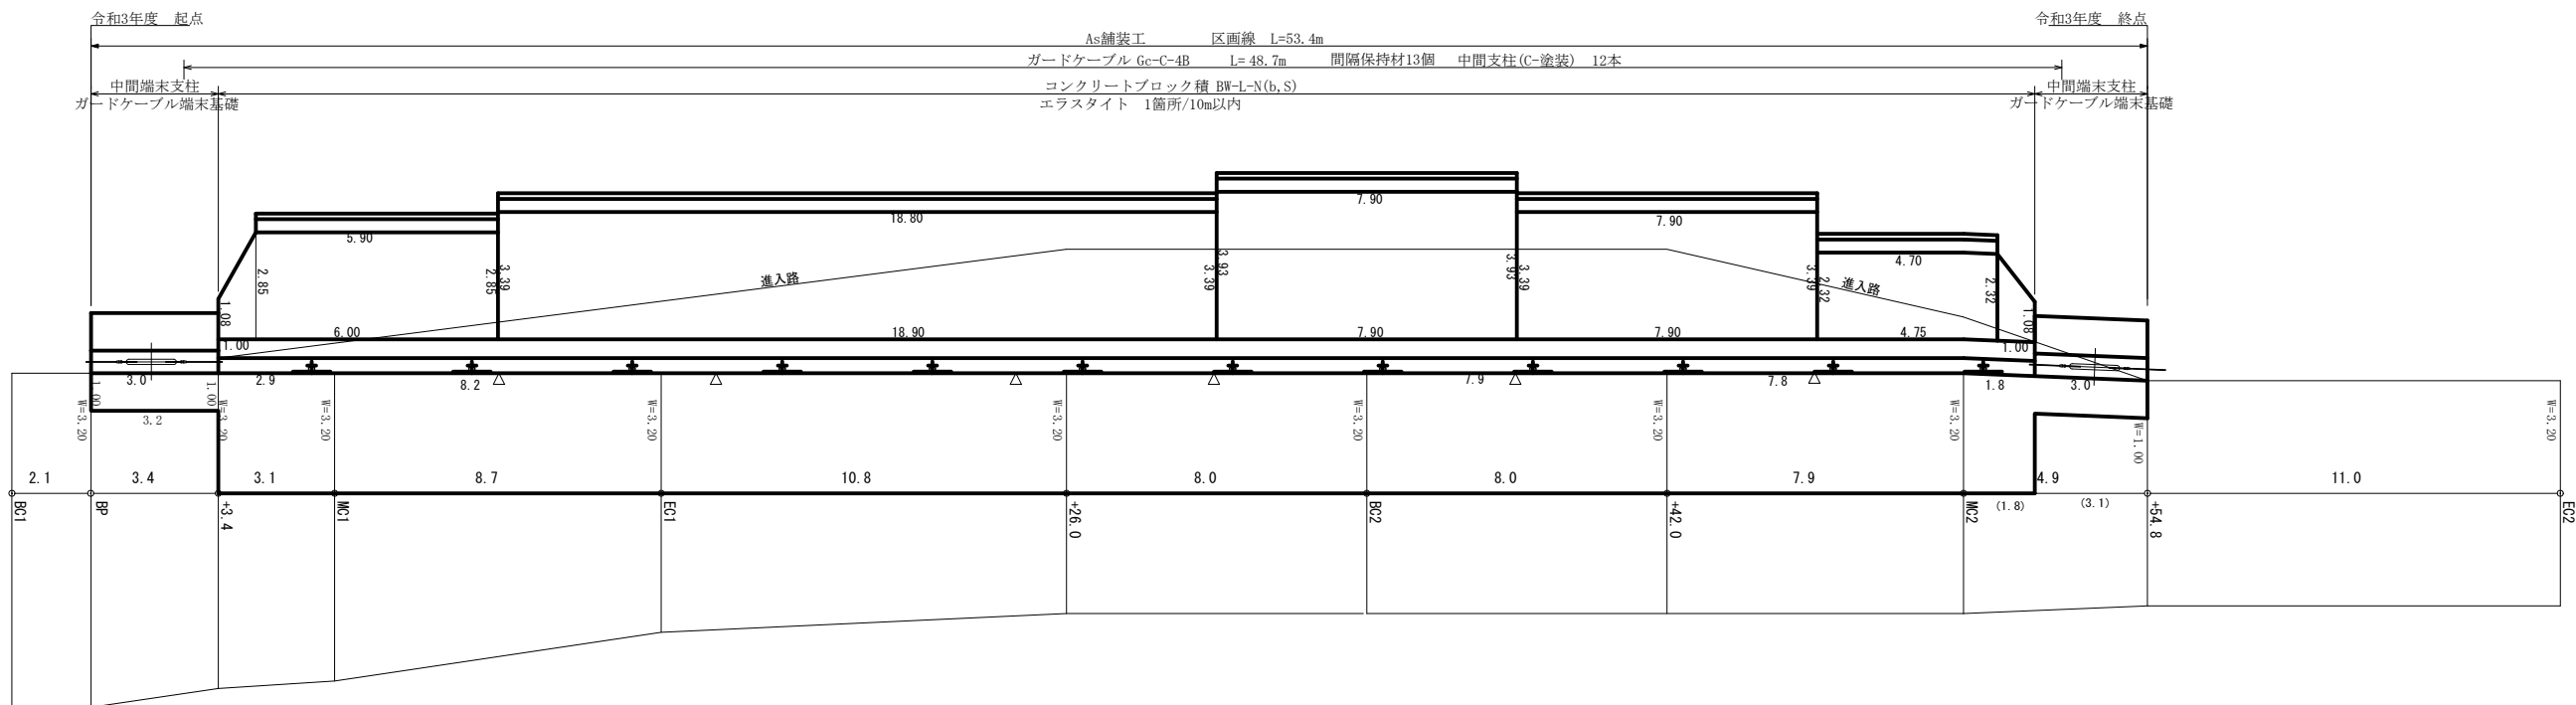 令和3年度　起点
令和3年度　終点
As舗装工　区画線　L=53.4m
ガードケーブル Gc-C-4B　L= 48.7m　間隔保持材13個　中間支柱(C-塗装)　12本
中間端末支柱
ガードケーブル端末基礎
コンクリートブロック積 BW-L-N(b,S)
エラスタイト　1箇所/10m以内
中間端末支柱
ガードケーブル端末基礎
7.90
18.80
7.90
5.90
4.70
2.85
2.85
3.39
3.39
3.93
3.93
3.39
3.39
2.32
2.32
進入路
進入路
1.08
1.08
6.00
18.90
7.90
7.90
4.75
1.00
1.00
3.0
2.9
8.2
7.9
7.8
1.8
3.0
1.00
1.00
3.2
W=3.20
W=3.20
W=3.20
W=3.20
W=3.20
W=3.20
W=3.20
W=3.20
W=1.00
W=3.20
2.1
3.4
3.1
8.7
10.8
8.0
8.0
7.9
4.9
11.0
(1.8)
(3.1)
BC1
BP
+3.4
MC1
EC1
+26.0
BC2
+42.0
MC2
+54.8
EC2